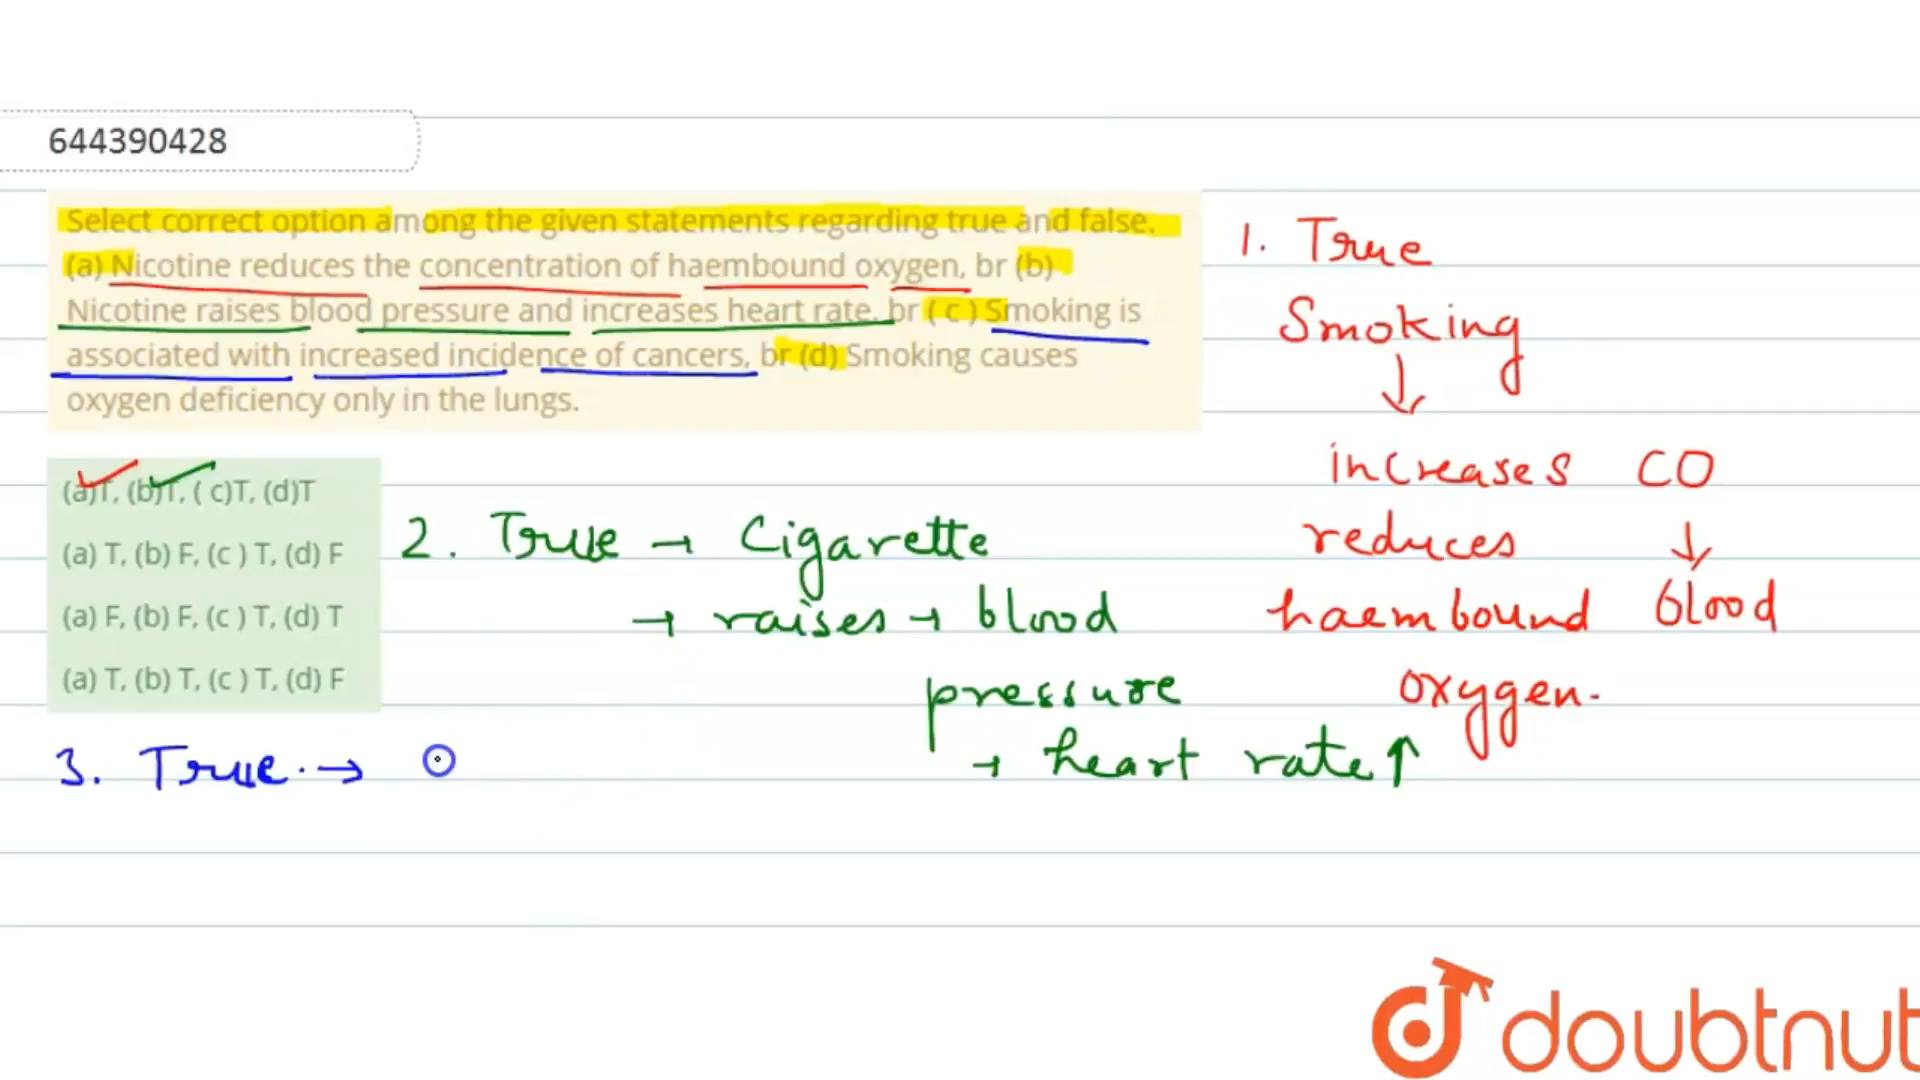 644390428
Select correct option among the given statements regarding true and false.
(a) Nicotine reduces the concentration of haembound oxygen, br (b)
Nicotine raises blood pressure and increases heart rate. br ( c ) Smoking is
associated with increased incidence of cancers, br (d) Smoking causes
oxygen deficiency only in the lungs.
(a)T, (b)T, ( c)T, (d)T
(a) T, (b) F, (c ) T, (d) F
(a) F, (b) F, (c ) T, (d) T
(a) T, (b) T, (c ) T, (d) F
1. True
Smoking
↓
increases CO
reduces ↓
haembound blood
oxygen.
2. True → Cigarette
→ raises → blood
pressure
→ heart rate ↑
3. True. →
doubtnut